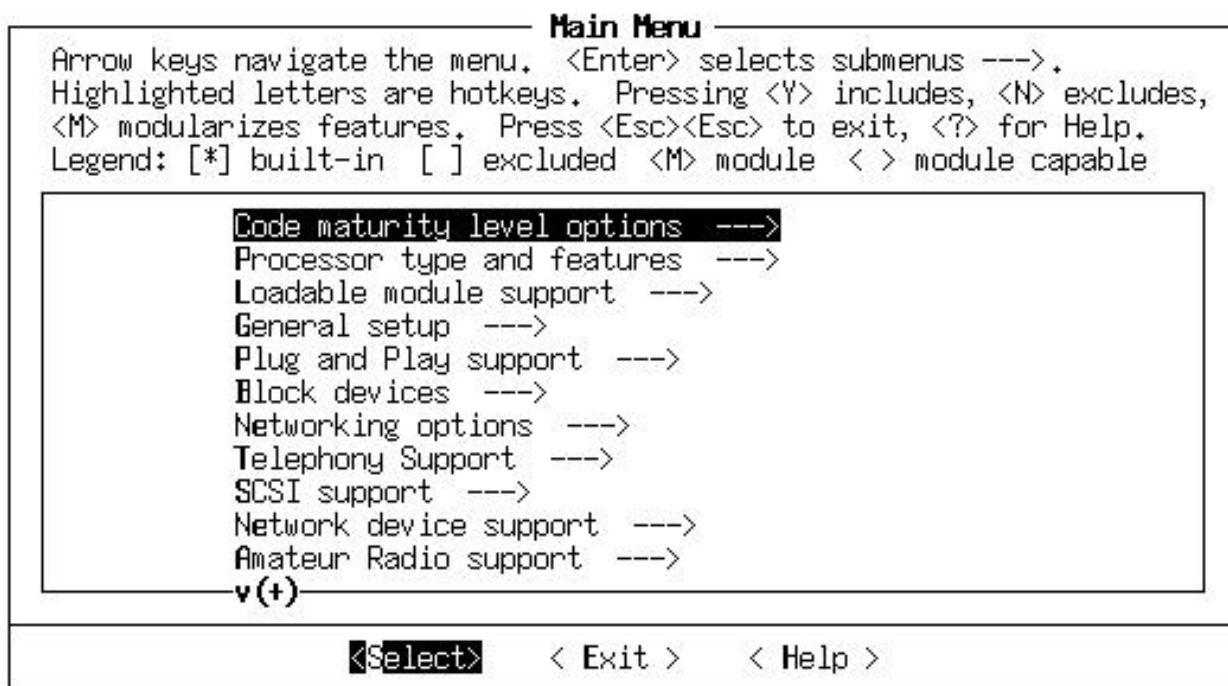 Main Menu
Arrow keys navigate the menu. <Enter> selects submenus --->.
Highlighted letters are hotkeys. Pressing <Y> includes, <N> excludes,
<M> modularizes features. Press <Esc><Esc> to exit, <?> for Help.
Legend: [*] built-in [ ] excluded <M> module < > module capable
Code maturity level options --->
Processor type and features --->
Loadable module support --->
General setup --->
Plug and Play support --->
Block devices --->
Networking options --->
Telephony Support --->
SCSI support --->
Network device support --->
Amateur Radio support --->
v(+)
<Select> < Exit > < Help >